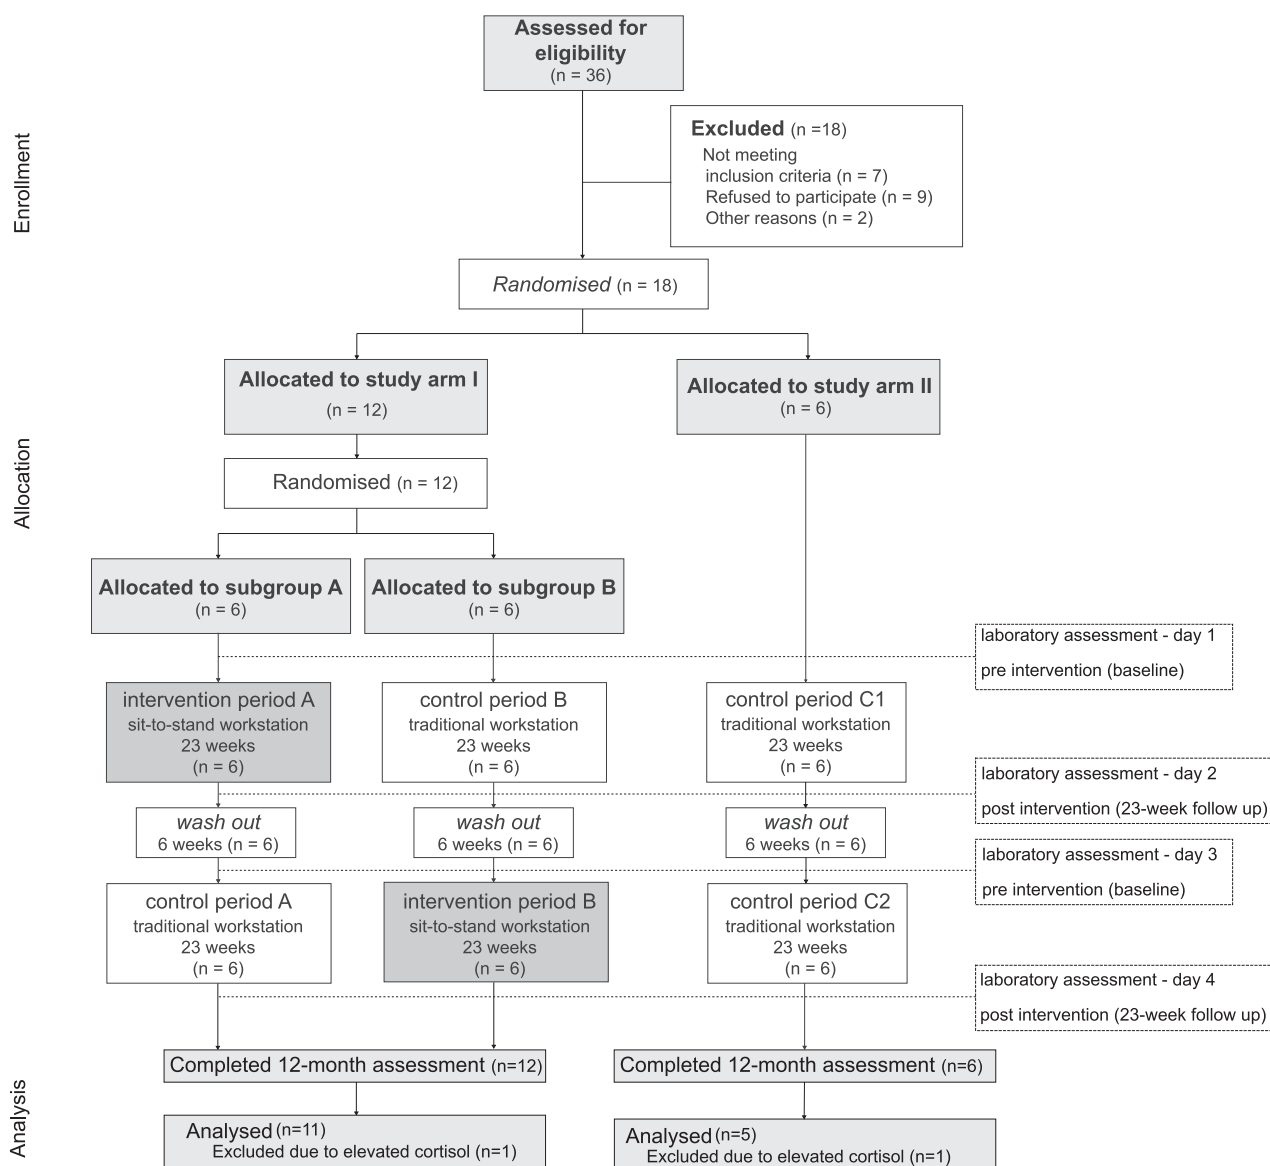 Assessed for
eligibility
(n = 36)
Enrollment
Excluded (n =18)
Not meeting
inclusion criteria (n = 7)
Refused to participate (n = 9)
Other reasons (n = 2)
Randomised (n = 18)
Allocation
Allocated to study arm I
(n = 12)
Allocated to study arm II
(n = 6)
Randomised (n = 12)
Allocated to subgroup A
(n = 6)
Allocated to subgroup B
(n = 6)
laboratory assessment - day 1
pre intervention (baseline)
intervention period A
sit-to-stand workstation
23 weeks
(n = 6)
control period B
traditional workstation
23 weeks
(n = 6)
control period C1
traditional workstation
23 weeks
(n = 6)
laboratory assessment - day 2
post intervention (23-week follow up)
wash out
6 weeks (n = 6)
wash out
6 weeks (n = 6)
wash out
6 weeks (n = 6)
laboratory assessment - day 3
pre intervention (baseline)
control period A
traditional workstation
23 weeks
(n = 6)
intervention period B
sit-to-stand workstation
23 weeks
(n = 6)
control period C2
traditional workstation
23 weeks
(n = 6)
laboratory assessment - day 4
post intervention (23-week follow up)
Analysis
Completed 12-month assessment (n=12)
Completed 12-month assessment (n=6)
Analysed (n=11)
Excluded due to elevated cortisol (n=1)
Analysed (n=5)
Excluded due to elevated cortisol (n=1)